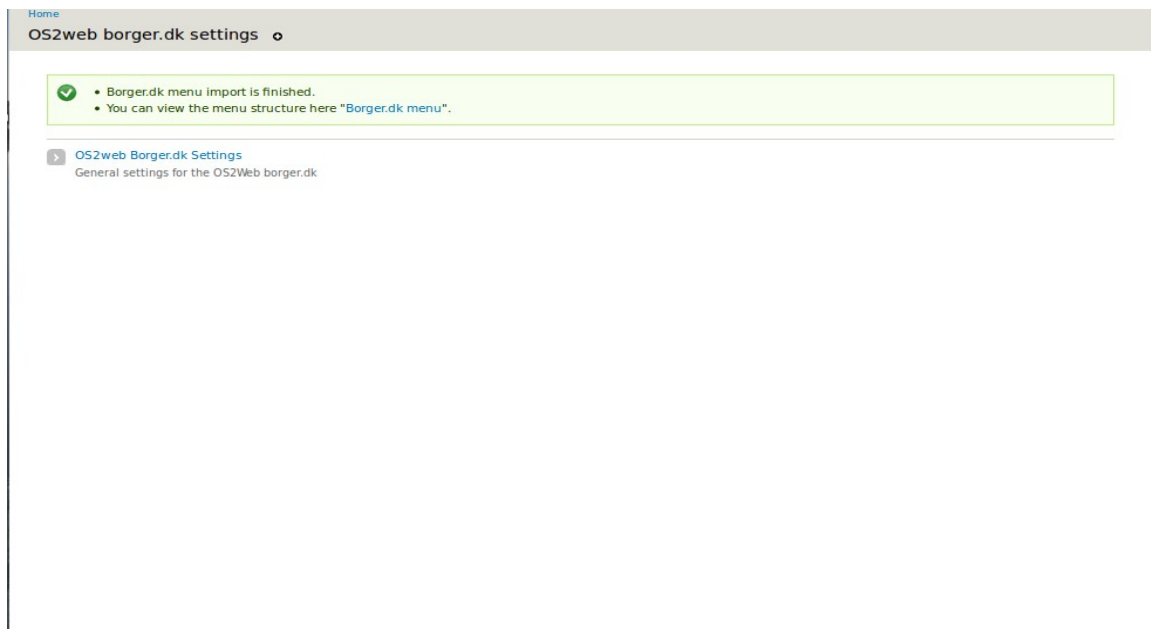 Home
OS2web borger.dk settings
Borger.dk menu import is finished.
You can view the menu structure here "Borger.dk menu".
OS2web Borger.dk Settings
General settings for the OS2Web borger.dk